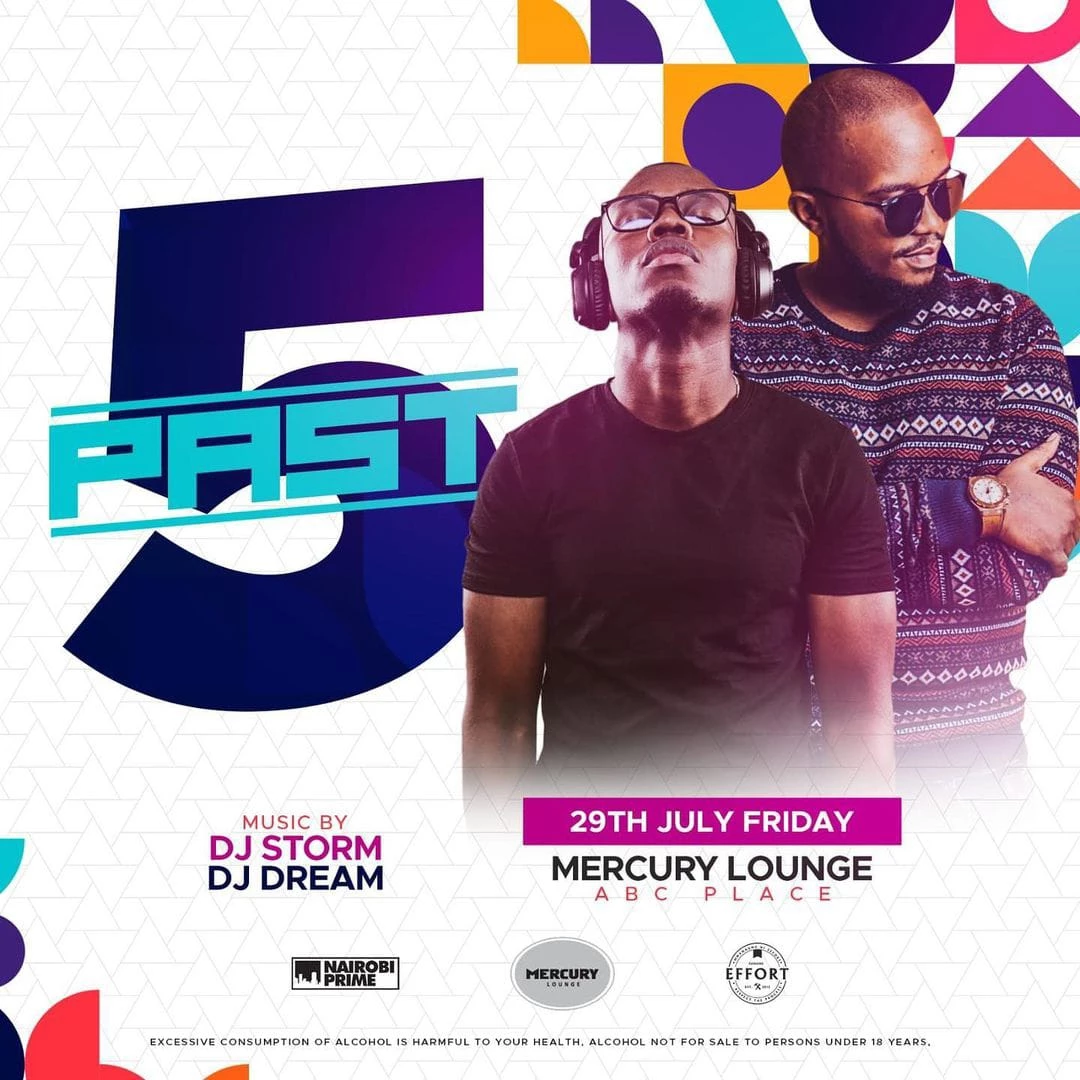 5
PAST
MUSIC BY
DJ STORM
DJ DREAM
29TH JULY FRIDAY
MERCURY LOUNGE
ABC PLACE
NAIROBI
PRIME
MERCURY
LOUNGE
EFFORT
EXCESSIVE CONSUMPTION OF ALCOHOL IS HARMFUL TO YOUR HEALTH, ALCOHOL NOT FOR SALE TO PERSONS UNDER 18 YEARS,